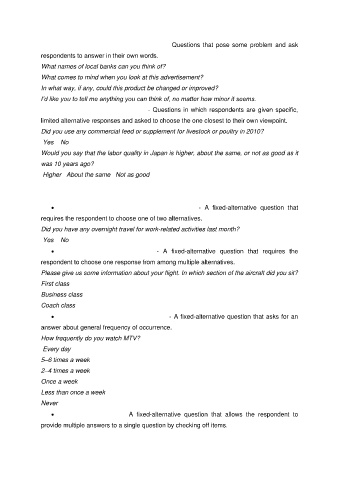 Questions that pose some problem and ask
respondents to answer in their own words.
What names of local banks can you think of?
What comes to mind when you look at this advertisement?
In what way, if any, could this product be changed or improved?
I'd like you to tell me anything you can think of, no matter how minor it seems.
- Questions in which respondents are given specific,
limited alternative responses and asked to choose the one closest to their own viewpoint.
Did you use any commercial feed or supplement for livestock or poultry in 2010?
Yes No
Would you say that the labor quality in Japan is higher, about the same, or not as good as it
was 10 years ago?
Higher About the same Not as good
• - A fixed-alternative question that
requires the respondent to choose one of two alternatives.
Did you have any overnight travel for work-related activities last month?
Yes No
• - A fixed-alternative question that requires the
respondent to choose one response from among multiple alternatives.
Please give us some information about your flight. In which section of the aircraft did you sit?
First class
Business class
Coach class
• - A fixed-alternative question that asks for an
answer about general frequency of occurrence.
How frequently do you watch MTV?
Every day
5–6 times a week
2–4 times a week
Once a week
Less than once a week
Never
• A fixed-alternative question that allows the respondent to
provide multiple answers to a single question by checking off items.